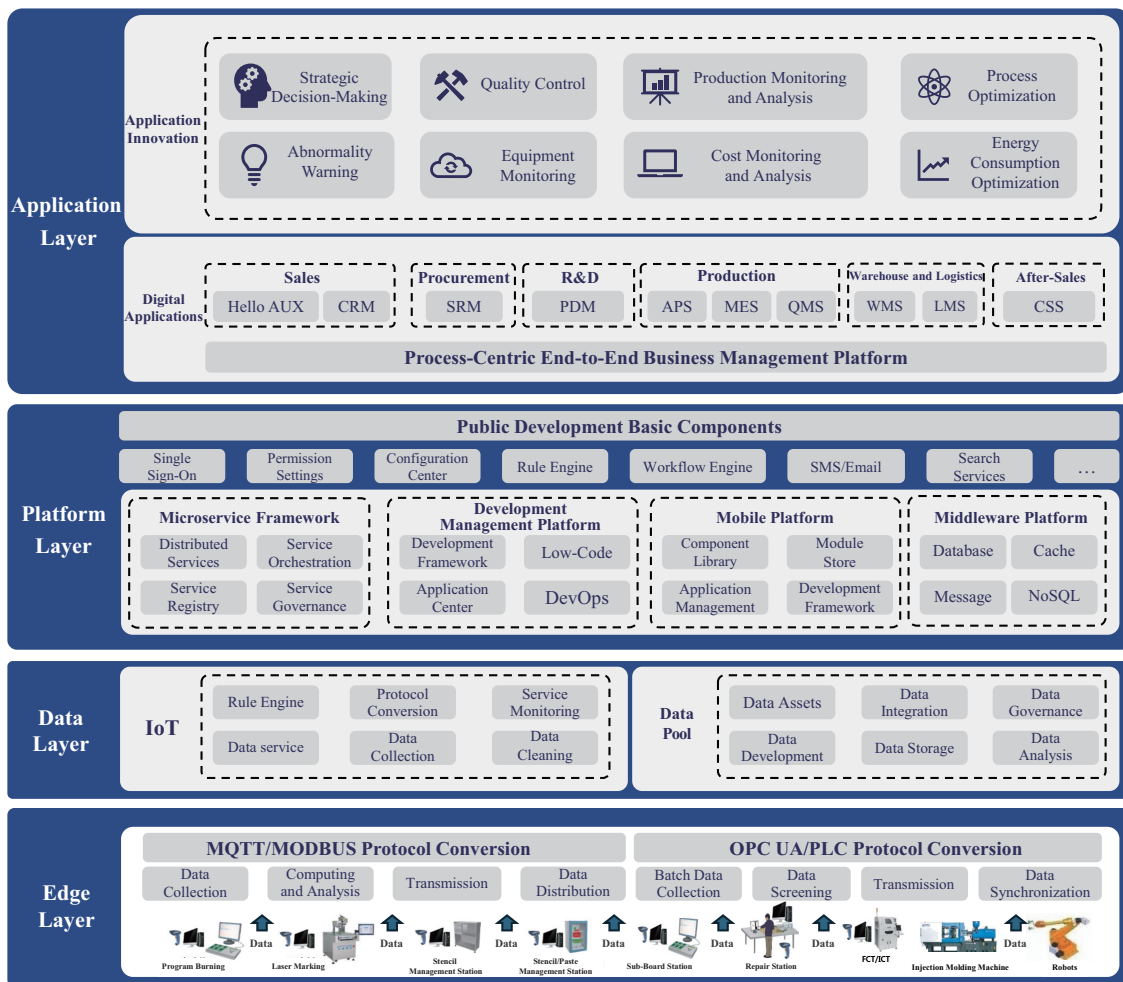 Application
Layer
Application
Innovation
Strategic
Decision-Making
Quality Control
Production Monitoring
and Analysis
Process
Optimization
Abnormality
Warning
Equipment
Monitoring
Cost Monitoring
and Analysis
Energy
Consumption
Optimization
Digital
Applications
Sales
Hello AUX
CRM
Procurement
SRM
R&D
PDM
Production
APS
MES
QMS
Warehouse and Logistics
WMS
LMS
After-Sales
CSS
Process-Centric End-to-End Business Management Platform
Platform
Layer
Public Development Basic Components
Single
Sign-On
Permission
Settings
Configuration
Center
Rule Engine
Workflow Engine
SMS/Email
Search
Services
...
Microservice Framework
Distributed
Services
Service
Orchestration
Service
Registry
Service
Governance
Development
Management Platform
Development
Framework
Low-Code
Application
Center
DevOps
Mobile Platform
Component
Library
Module
Store
Application
Management
Development
Framework
Middleware Platform
Database
Cache
Message
NoSQL
Data
Layer
IoT
Rule Engine
Protocol
Conversion
Service
Monitoring
Data service
Data
Collection
Data
Cleaning
Data
Pool
Data Assets
Data
Integration
Data
Governance
Data
Development
Data Storage
Data
Analysis
Edge
Layer
MQTT/MODBUS Protocol Conversion
Data
Collection
Computing
and Analysis
Transmission
Data
Distribution
OPC UA/PLC Protocol Conversion
Batch Data
Collection
Data
Screening
Transmission
Data
Synchronization
Data
Data
Data
Data
Data
Data
Data
Program Burning
Laser Marking
Stencil
Management Station
Stencil/Paste
Management Station
Sub-Board Station
Repair Station
FCT/ICT
Injection Molding Machine
Robots